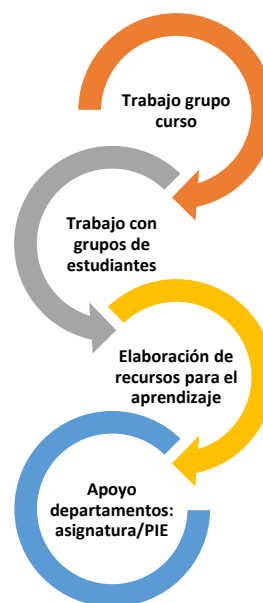 Trabajo grupo
curso
Trabajo con
grupos de
estudiantes
Elaboración de
recursos para el
aprendizaje
Apoyo
departamentos:
asignatura/PIE